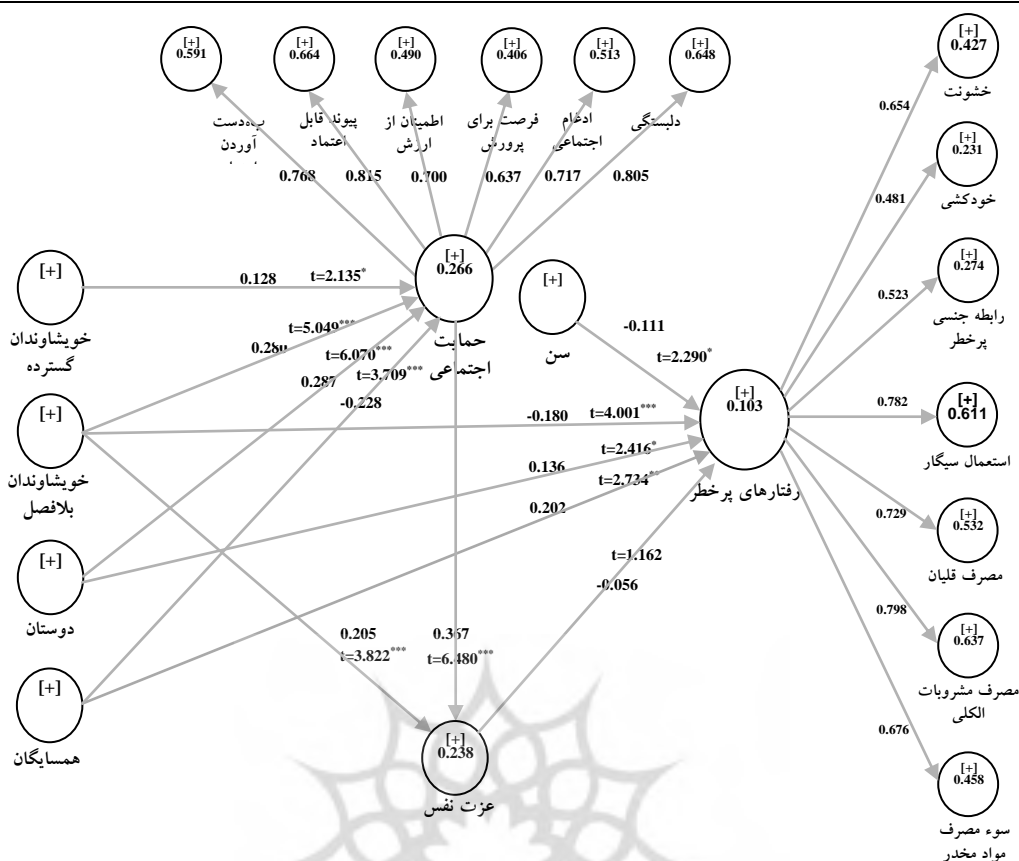 [+] [+] [+] [+] [+] [+]
0.591 0.664 0.490 0.406 0.513 0.648
به‌دست آوردن
پیوند قابل اعتماد
اطمینان از ارزش
فرصت برای پرورش
ادغام اجتماعی
دلبستگی
0.768 0.815 0.700 0.637 0.717 0.805
[+]
خویشاوندان
گسترده
[+]
خویشاوندان
بلافصل
[+]
دوستان
[+]
همسایگان
[+]
0.266
حمایت
اجتماعی
[+]
سن
0.128 t=2.135*
t=5.049***
0.280
t=6.070***
0.287
t=3.709***
-0.228
-0.111
t=2.290*
-0.180 t=4.001***
t=2.416*
0.136
t=2.734**
0.202
t=1.162
-0.056
0.205
t=3.822***
0.367
t=6.480***
[+]
0.238
عزت نفس
[+]
0.103
رفتارهای پرخطر
0.654
0.481
0.523
0.782
0.729
0.798
0.676
[+]
0.427
خشونت
[+]
0.231
خودکشی
[+]
0.274
رابطه جنسی
پرخطر
[+]
0.611
استعمال سیگار
[+]
0.532
مصرف قلیان
[+]
0.637
مصرف مشروبات
الکلی
[+]
0.458
سوء مصرف
مواد مخدر